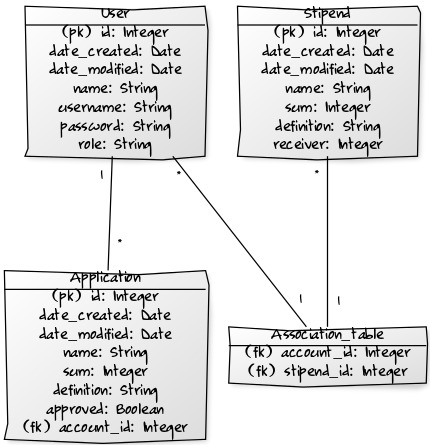 User
(pk) id: Integer
date_created: Date
date_modified: Date
name: String
username: String
password: String
role: String
Stipend
(pk) id: Integer
date_created: Date
date_modified: Date
name: String
sum: Integer
definition: String
receiver: Integer
1
*
*
*
1
1
Application
(pk) id: Integer
date_created: Date
date_modified: Date
name: String
sum: Integer
definition: String
approved: Boolean
(fk) account_id: Integer
Association_table
(fk) account_id: Integer
(fk) stipend_id: Integer